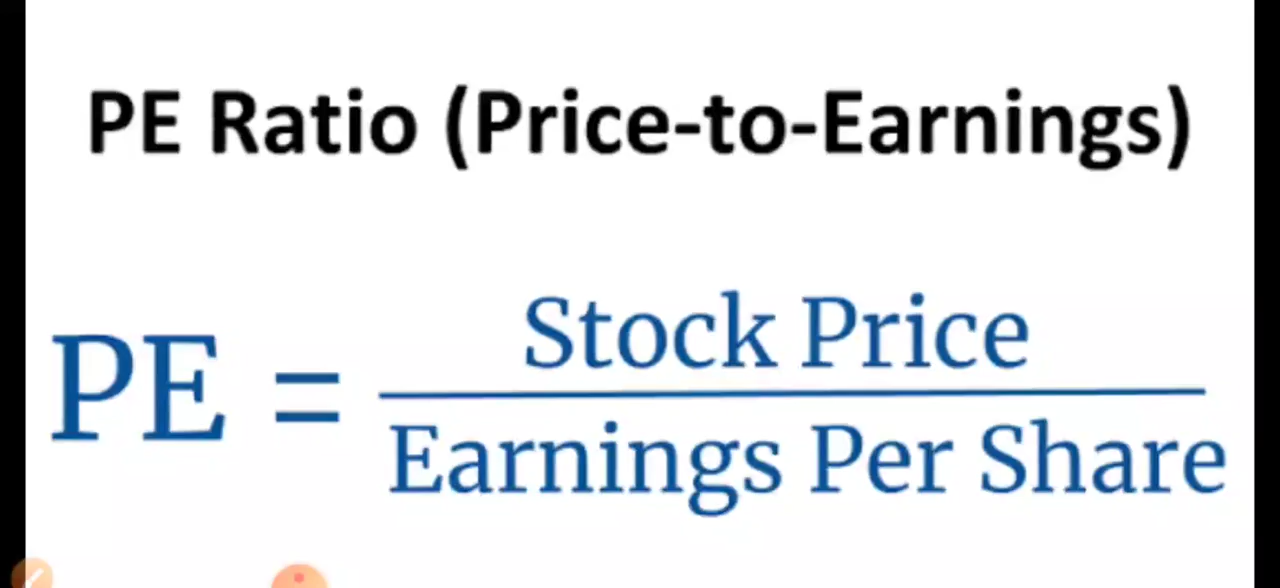 PE Ratio (Price-to-Earnings)
PE = Stock Price
Earnings Per Share